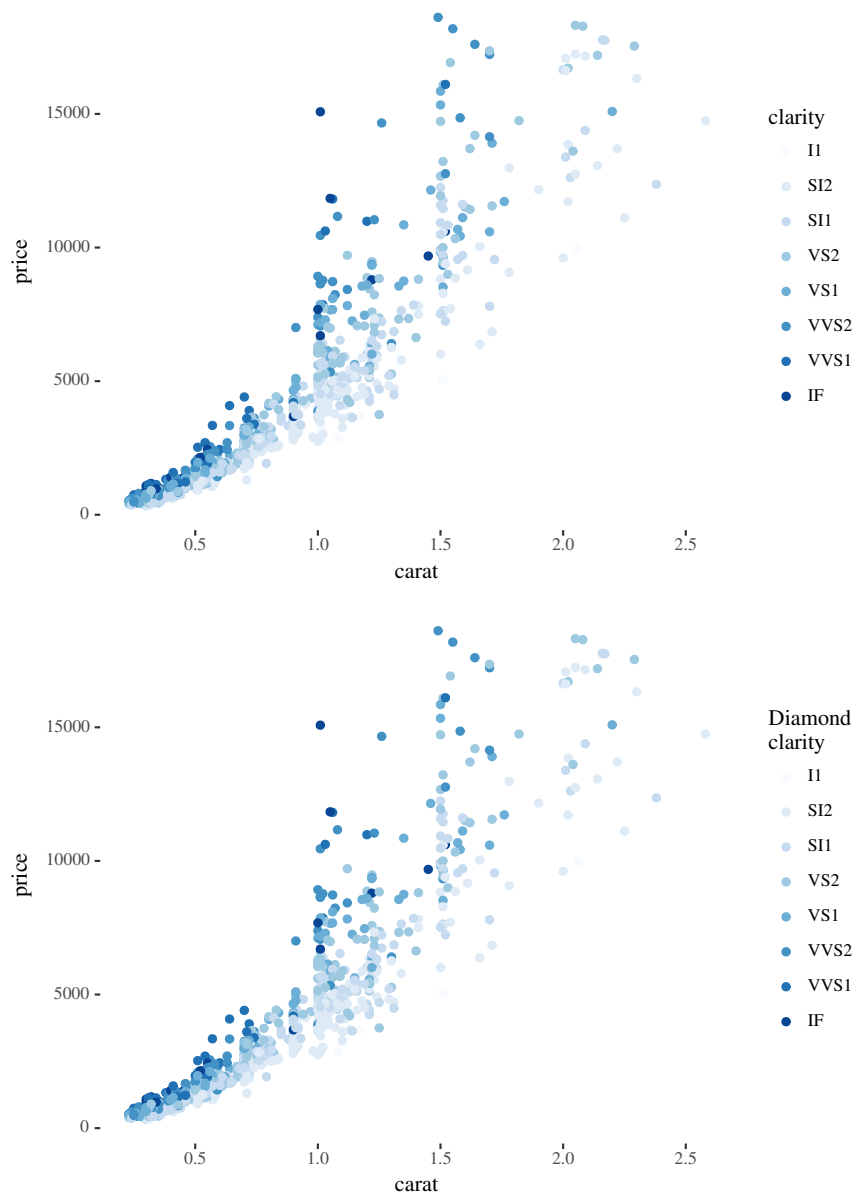 15000
10000
5000
0
price
0.5 1.0 1.5 2.0 2.5
carat
clarity
I1
SI2
SI1
VS2
VS1
VVS2
VVS1
IF
15000
10000
5000
0
price
0.5 1.0 1.5 2.0 2.5
carat
Diamond
clarity
I1
SI2
SI1
VS2
VS1
VVS2
VVS1
IF